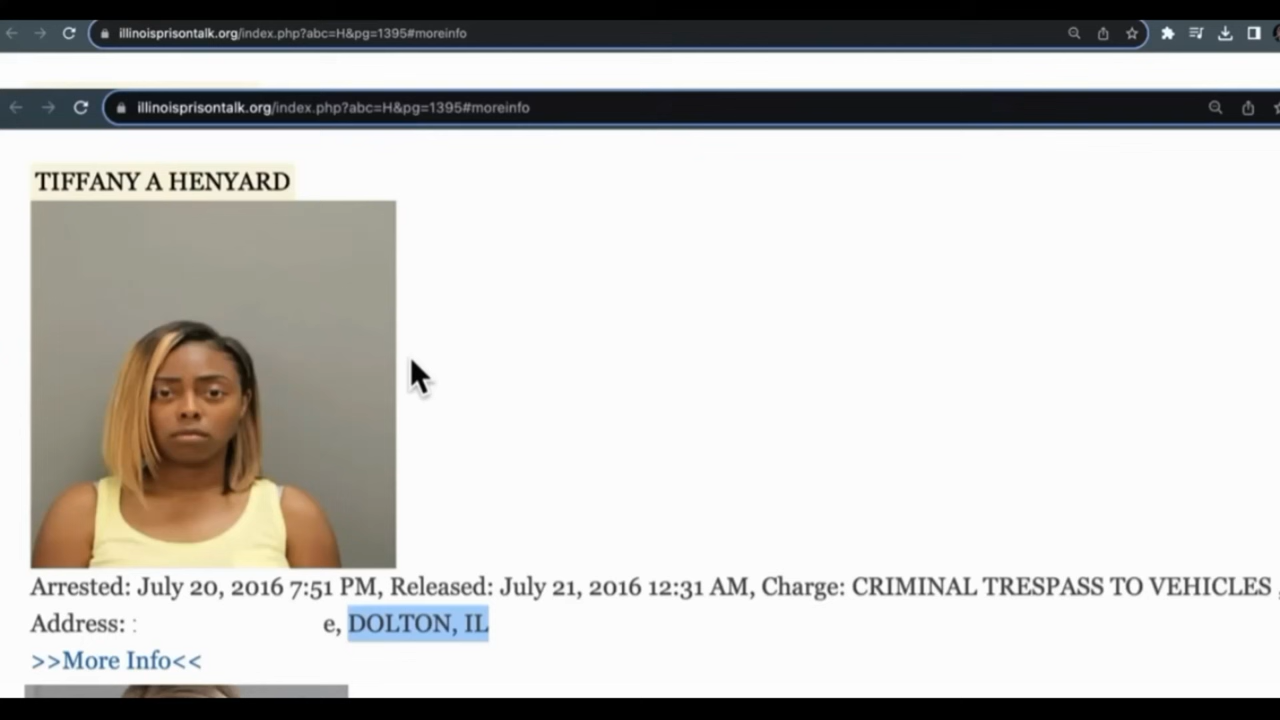 illinoisprisontalk.org/index.php?abc=H&pg=1395#moreinfo
illinoisprisontalk.org/index.php?abc=H&pg=1395#moreinfo
TIFFANY A HENYARD
Arrested: July 20, 2016 7:51 PM, Released: July 21, 2016 12:31 AM, Charge: CRIMINAL TRESPASS TO VEHICLES ,
Address: : e, DOLTON, IL
>>More Info<<